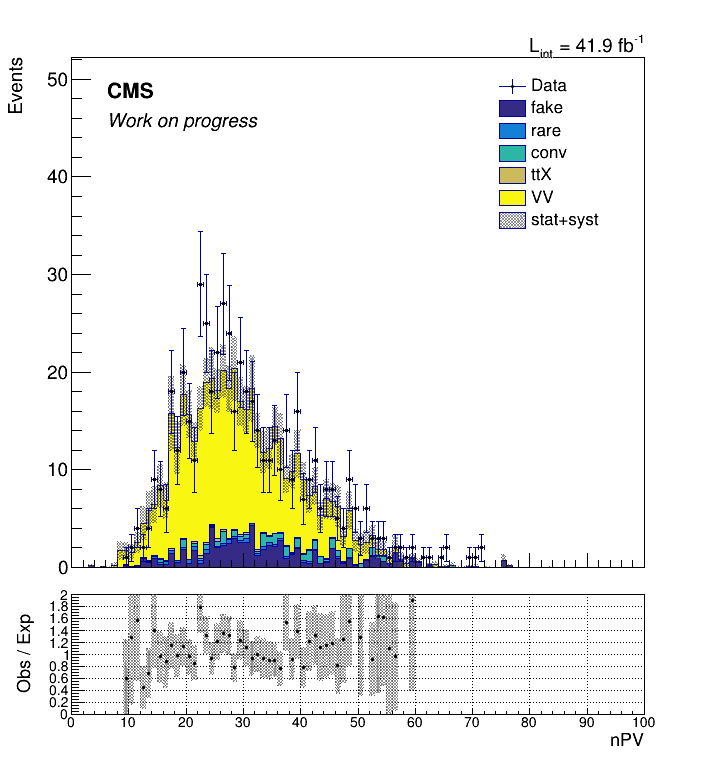 L_int = 41.9 fb^-1
Events
CMS
Work on progress
Data
fake
rare
conv
ttX
VV
stat+syst
50
40
30
20
10
0
Obs / Exp
2
1.8
1.6
1.4
1.2
1
0.8
0.6
0.4
0.2
0
0 10 20 30 40 50 60 70 80 90 100
nPV